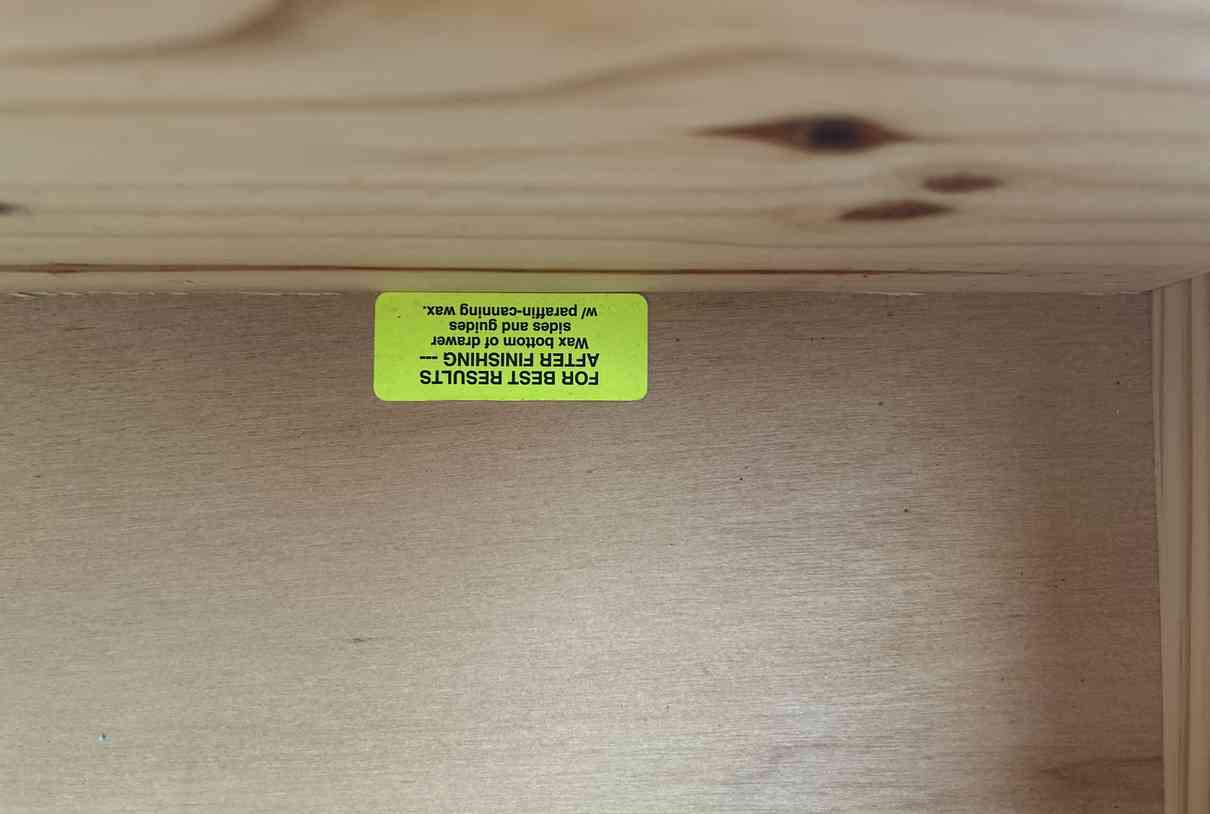 FOR BEST RESULTS
AFTER FINISHING ---
Wax bottom of drawer
sides and guides
w/ paraffin-canning wax.